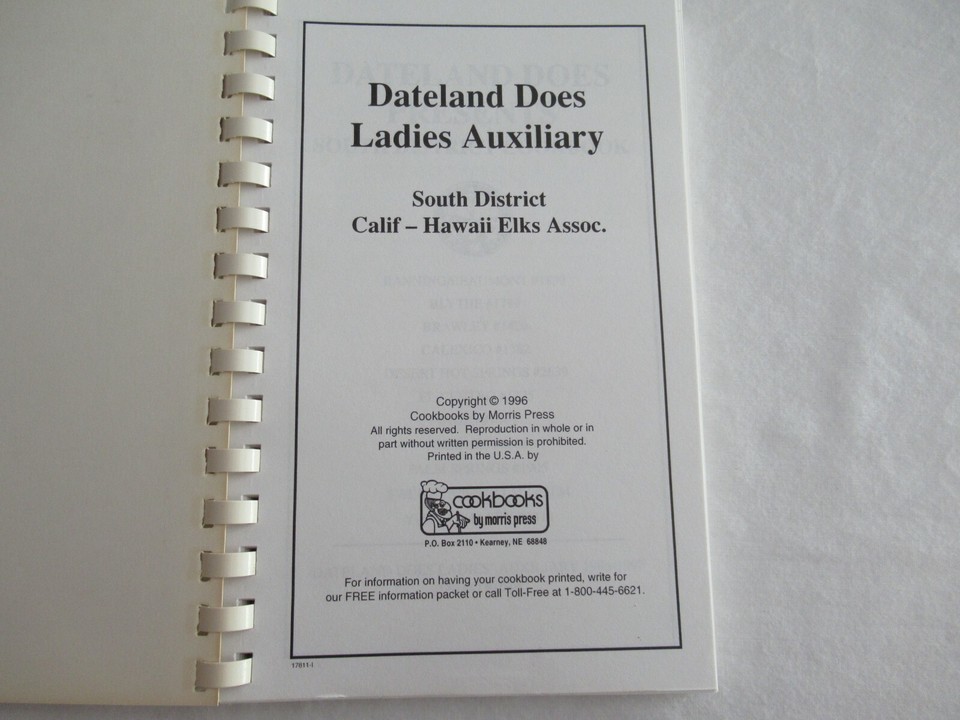 Dateland Does
Ladies Auxiliary
South District
Calif – Hawaii Elks Assoc.
Copyright © 1996
Cookbooks by Morris Press
All rights reserved. Reproduction in whole or in
part without written permission is prohibited.
Printed in the U.S.A. by
cookbooks
by morris press
P.O. Box 2110 • Kearney, NE 68848
For information on having your cookbook printed, write for
our FREE information packet or call Toll-Free at 1-800-445-6621.
17811-i